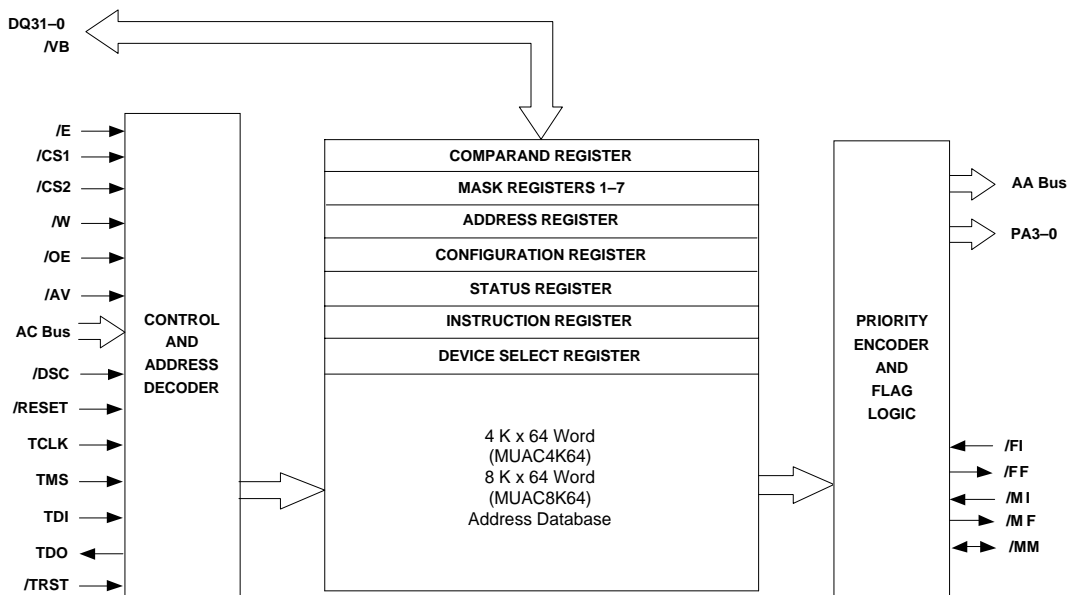 DQ31–0
/VB
/E
/CS1
/CS2
/W
/OE
/AV
AC Bus
/DSC
/RESET
TCLK
TMS
TDI
TDO
/TRST
CONTROL
AND
ADDRESS
DECODER
COMPARAND REGISTER
MASK REGISTERS 1–7
ADDRESS REGISTER
CONFIGURATION REGISTER
STATUS REGISTER
INSTRUCTION REGISTER
DEVICE SELECT REGISTER
4 K x 64 Word
(MUAC4K64)
8 K x 64 Word
(MUAC8K64)
Address Database
PRIORITY
ENCODER
AND
FLAG
LOGIC
AA Bus
PA3–0
/FI
/FF
/MI
/MF
/MM